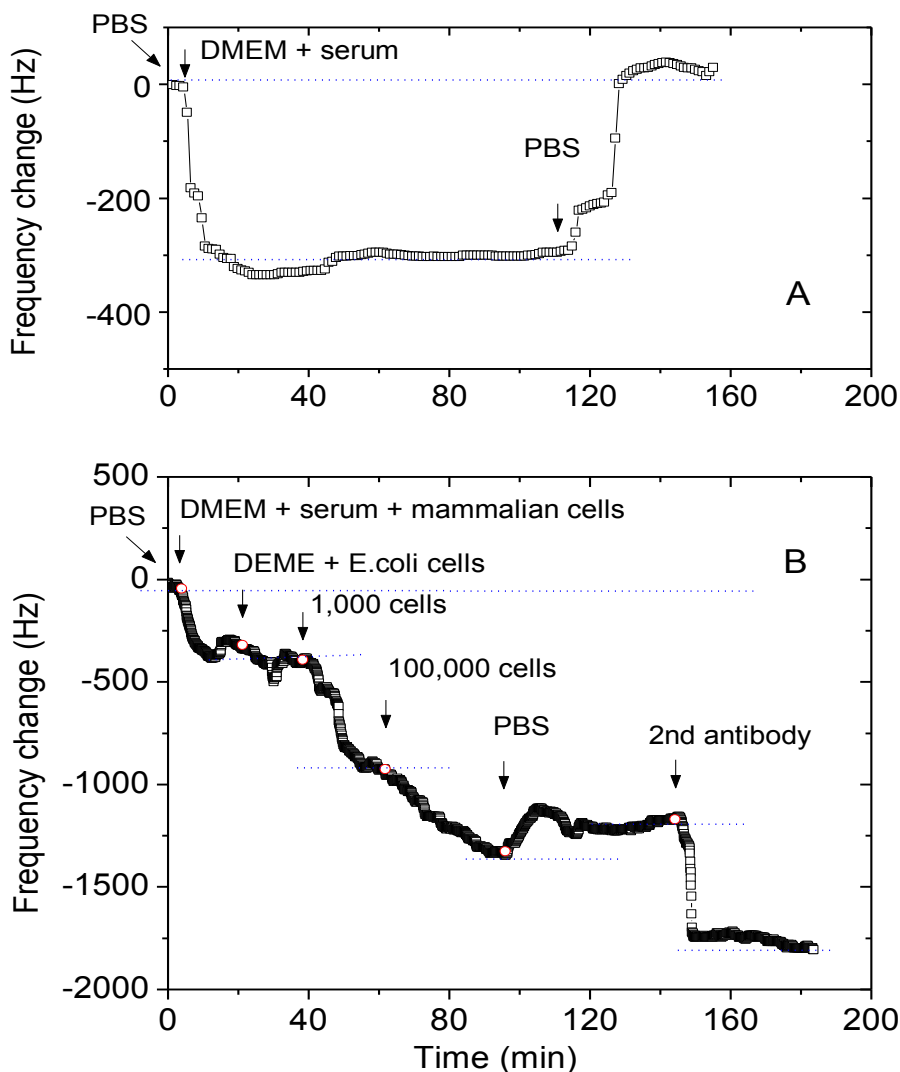 PBS
DMEM + serum
0
-200
-400
Frequency change (Hz)
PBS
A
0 40 80 120 160 200
500
0
-500
-1000
-1500
-2000
Frequency change (Hz)
PBS
DMEM + serum + mammalian cells
DEME + E.coli cells
1,000 cells
100,000 cells
PBS
2nd antibody
B
0 40 80 120 160 200
Time (min)